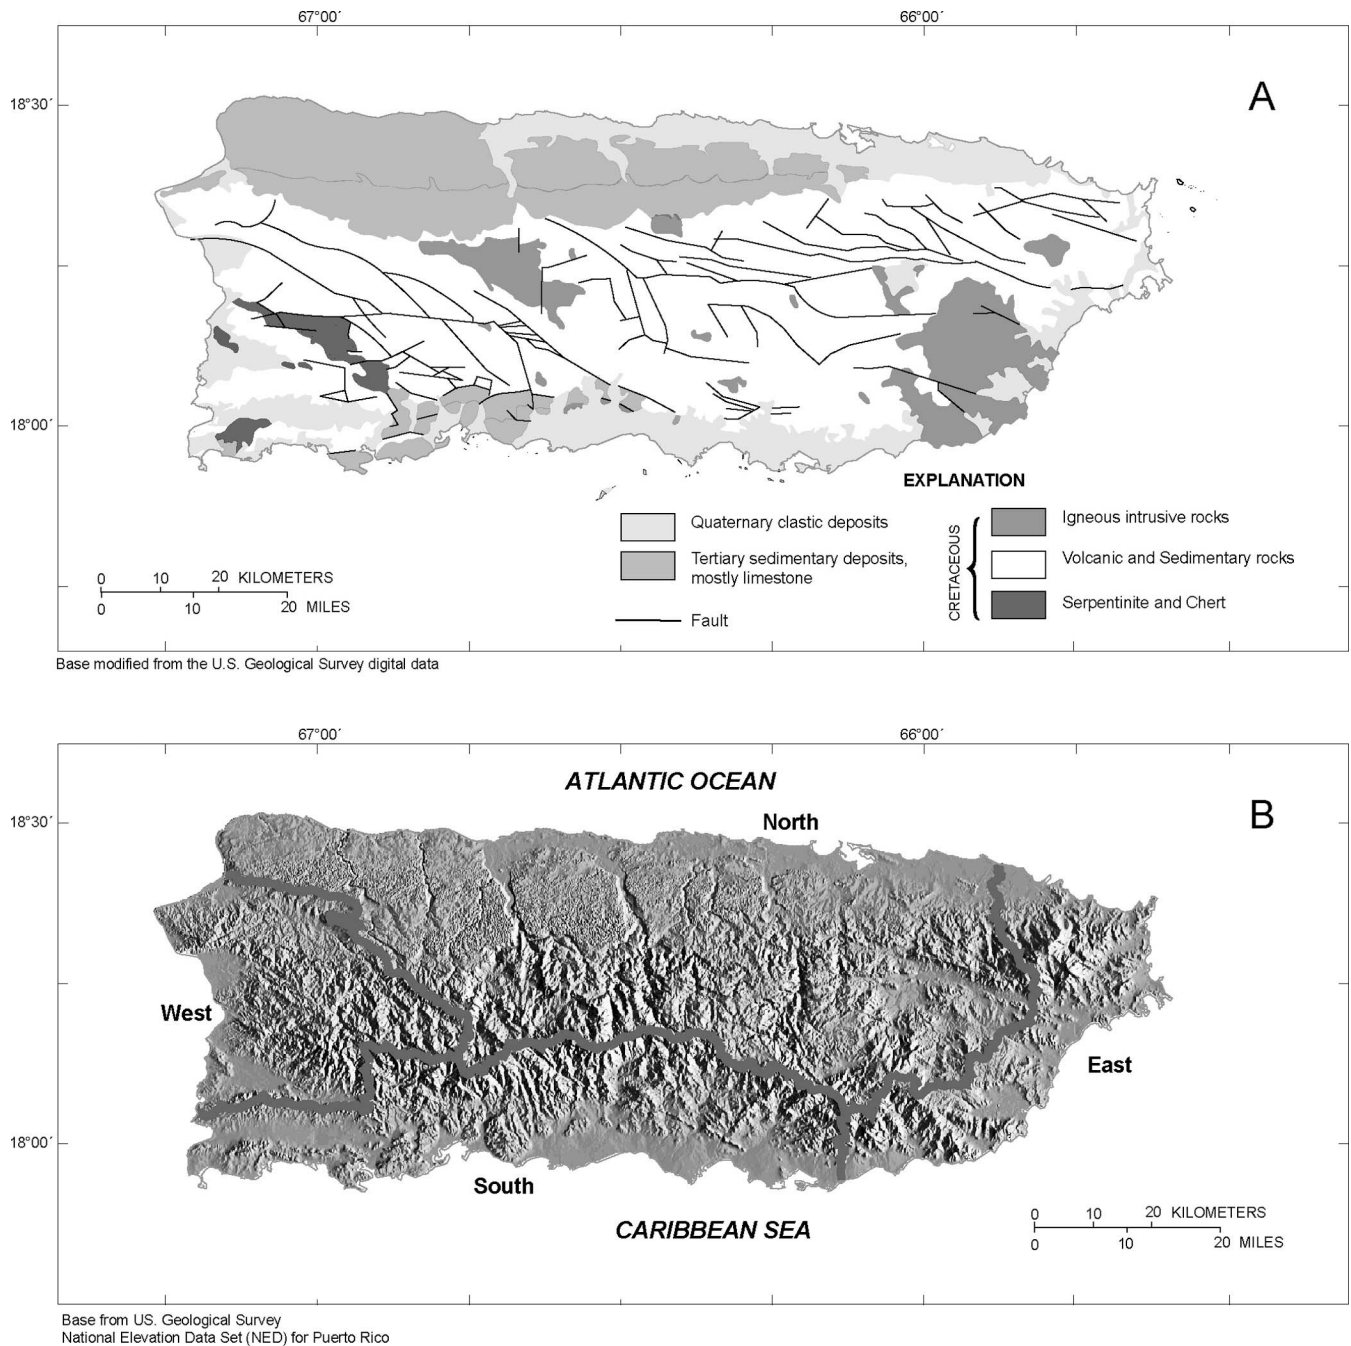 67°00´
66°00´
18°30´
A
18°00´
EXPLANATION
Quaternary clastic deposits
Tertiary sedimentary deposits,
mostly limestone
Fault
CRETACEOUS
Igneous intrusive rocks
Volcanic and Sedimentary rocks
Serpentinite and Chert
0 10 20 KILOMETERS
0 10 20 MILES
Base modified from the U.S. Geological Survey digital data
67°00´
66°00´
ATLANTIC OCEAN
18°30´
North
B
West
East
18°00´
South
CARIBBEAN SEA
0 10 20 KILOMETERS
0 10 20 MILES
Base from US. Geological Survey
National Elevation Data Set (NED) for Puerto Rico